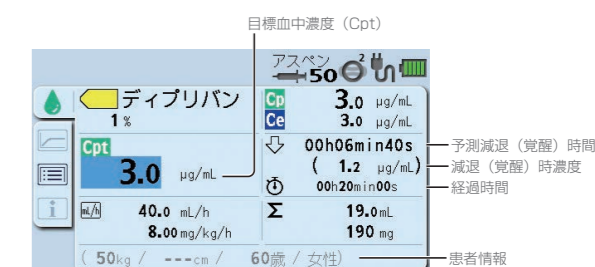 目標血中濃度（Cpt）
アスペン
50 2
ディプリバン
1 %
Cp 3.0 µg/mL
Ce 3.0 µg/mL
Cpt
3.0 µg/mL
00h06min40s
( 1.2 µg/mL)
00h20min00s
予測減退（覚醒）時間
減退（覚醒）時濃度
経過時間
mL/h 40.0 mL/h
8.00 mg/kg/h
Σ 19.0mL
190 mg
i
( 50kg / ---cm / 60歳 / 女性)
患者情報